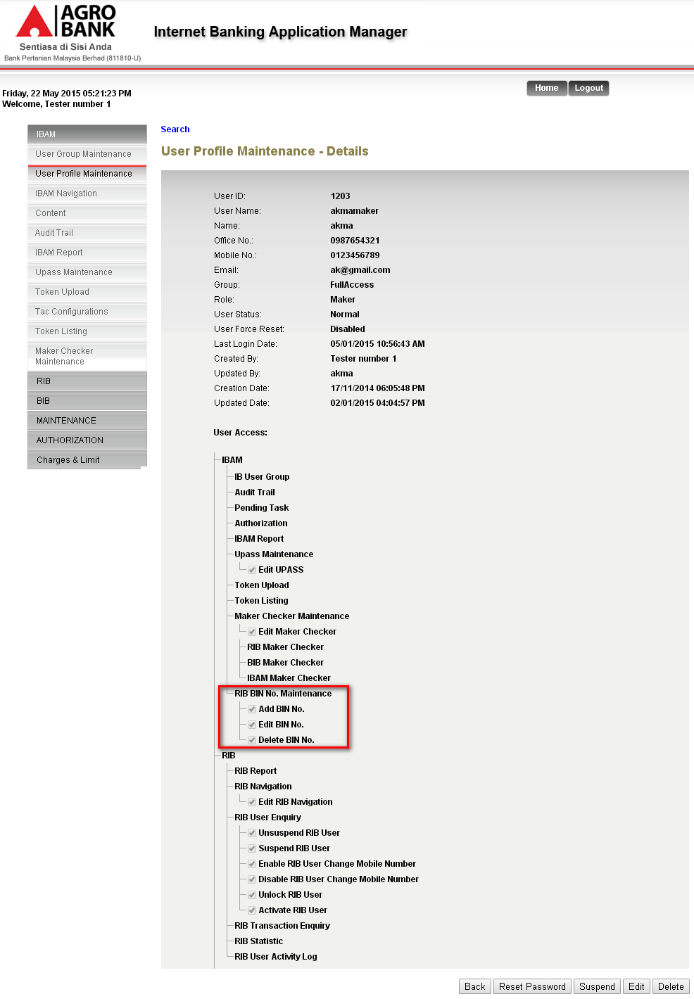 AGRO
BANK
Sentiasa di Sisi Anda
Bank Pertanian Malaysia Berhad (811810-U)
Internet Banking Application Manager
Friday, 22 May 2015 05:21:23 PM
Welcome, Tester number 1
Home
Logout
IBAM
User Group Maintenance
User Profile Maintenance
IBAM Navigation
Content
Audit Trail
IBAM Report
Upass Maintenance
Token Upload
Tac Configurations
Token Listing
Maker Checker
Maintenance
RIB
BIB
MAINTENANCE
AUTHORIZATION
Charges & Limit
Search
User Profile Maintenance - Details
User ID: 1203
User Name: akmamaker
Name: akma
Office No.: 0987654321
Mobile No.: 0123456789
Email: ak@gmail.com
Group: FullAccess
Role: Maker
User Status: Normal
User Force Reset: Disabled
Last Login Date: 05/01/2015 10:56:43 AM
Created By: Tester number 1
Updated By: akma
Creation Date: 17/11/2014 06:05:48 PM
Updated Date: 02/01/2015 04:04:57 PM
User Access:
IBAM
IB User Group
Audit Trail
Pending Task
Authorization
IBAM Report
Upass Maintenance
Edit UPASS
Token Upload
Token Listing
Maker Checker Maintenance
Edit Maker Checker
RIB Maker Checker
BIB Maker Checker
IBAM Maker Checker
RIB BIN No. Maintenance
Add BIN No.
Edit BIN No.
Delete BIN No.
RIB
RIB Report
RIB Navigation
Edit RIB Navigation
RIB User Enquiry
Unsuspend RIB User
Suspend RIB User
Enable RIB User Change Mobile Number
Disable RIB User Change Mobile Number
Unlock RIB User
Activate RIB User
RIB Transaction Enquiry
RIB Statistic
RIB User Activity Log
Back
Reset Password
Suspend
Edit
Delete